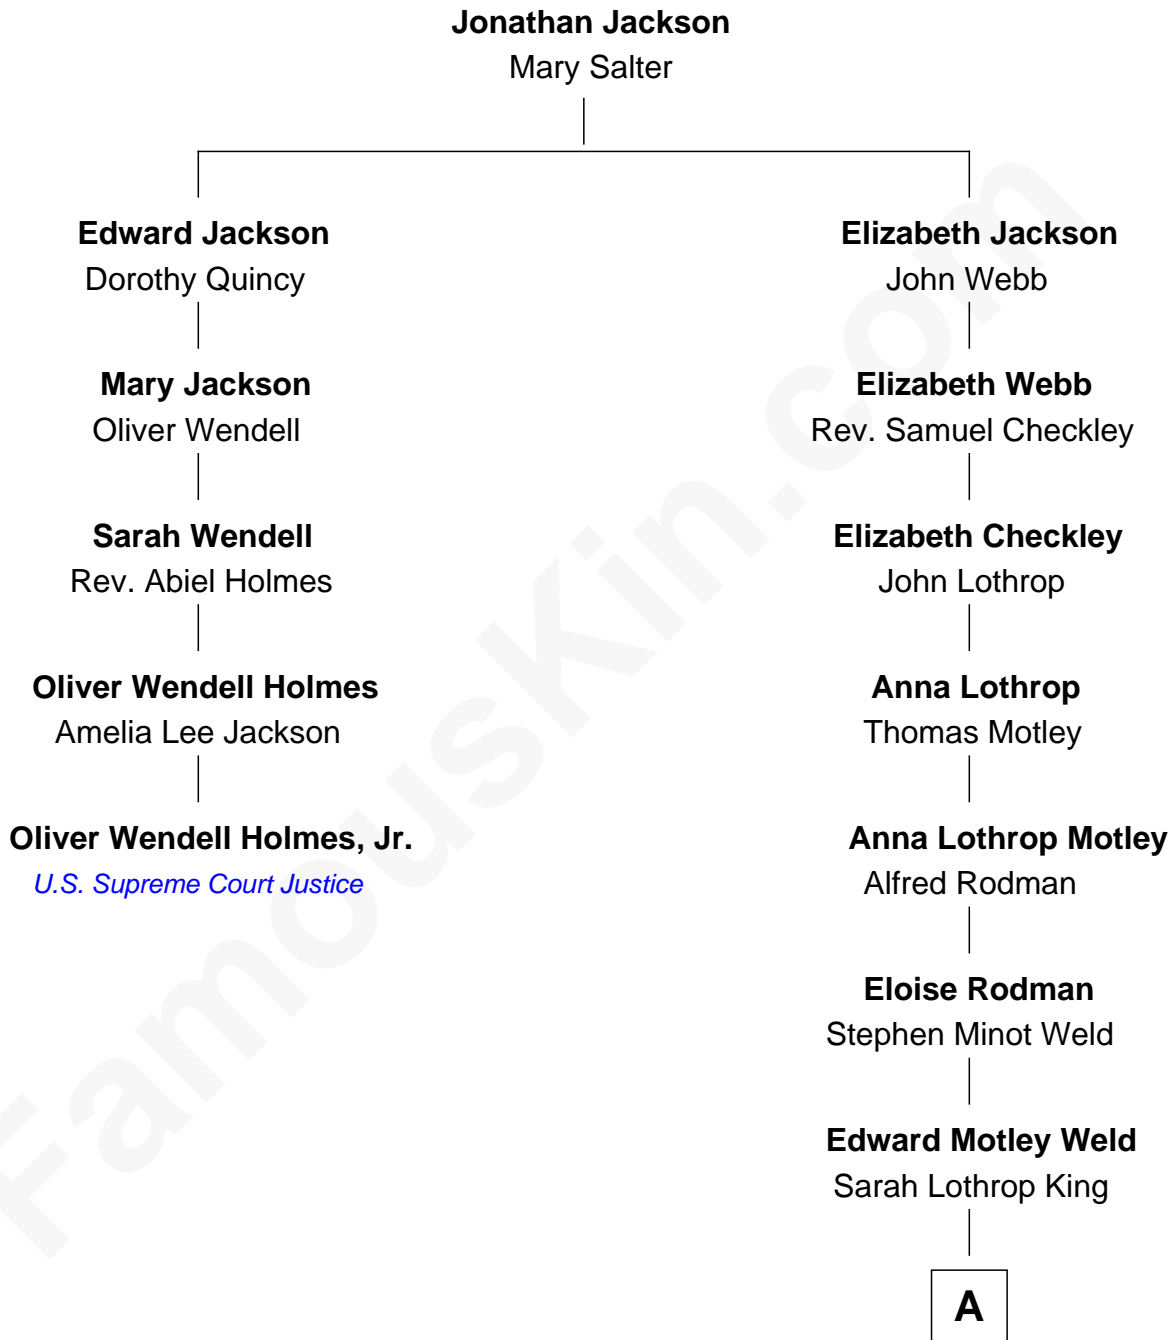 Jonathan Jackson
Mary Salter
Edward Jackson
Dorothy Quincy
Elizabeth Jackson
John Webb
Mary Jackson
Oliver Wendell
Elizabeth Webb
Rev. Samuel Checkley
Sarah Wendell
Rev. Abiel Holmes
Elizabeth Checkley
John Lothrop
Oliver Wendell Holmes
Amelia Lee Jackson
Anna Lothrop
Thomas Motley
Oliver Wendell Holmes, Jr.
U.S. Supreme Court Justice
Anna Lothrop Motley
Alfred Rodman
Eloise Rodman
Stephen Minot Weld
Edward Motley Weld
Sarah Lothrop King
A
FamousKin.com